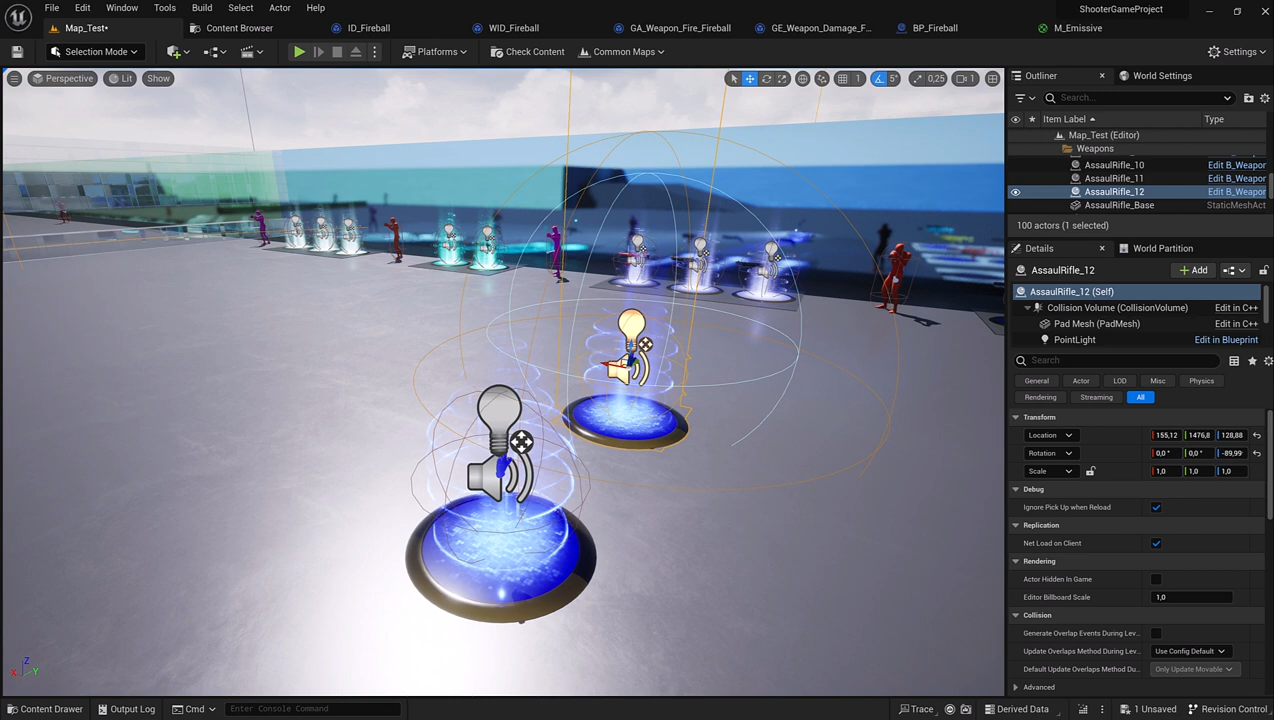 File Edit Window Tools Build Select Actor Help
ShooterGameProject
Map_Test•
Content Browser
ID_Fireball
WID_Fireball
GA_Weapon_Fire_Fireball
GE_Weapon_Damage_F...
BP_Fireball
M_Emissive
Selection Mode
Platforms
Check Content
Common Maps
Settings
Perspective
Lit
Show
1
5°
0,25
1
Outliner
World Settings
Search...
Item Label
Type
Map_Test (Editor)
Weapons
AssaulRifle_10 Edit B_Weapor
AssaulRifle_11 Edit B_Weapor
AssaulRifle_12 Edit B_Weapor
AssaulRifle_Base StaticMeshAct
100 actors (1 selected)
Details
World Partition
AssaulRifle_12
Add
AssaulRifle_12 (Self)
Collision Volume (CollisionVolume) Edit in C++
Pad Mesh (PadMesh) Edit in C++
PointLight Edit in Blueprint
Search
General Actor LOD Misc Physics
Rendering Streaming All
Transform
Location 155,12 1476,8 128,88
Rotation 0,0° 0,0° -89,99
Scale 1,0 1,0 1,0
Debug
Ignore Pick Up when Reload
Replication
Net Load on Client
Rendering
Actor Hidden In Game
Editor Billboard Scale 1,0
Collision
Generate Overlap Events During Lev...
Update Overlaps Method During Lev... Use Config Default
Default Update Overlaps Method Du... Only Update Movable
Advanced
Z
X Y
Content Drawer
Output Log
Cmd
Enter Console Command
Trace
Derived Data
1 Unsaved
Revision Control